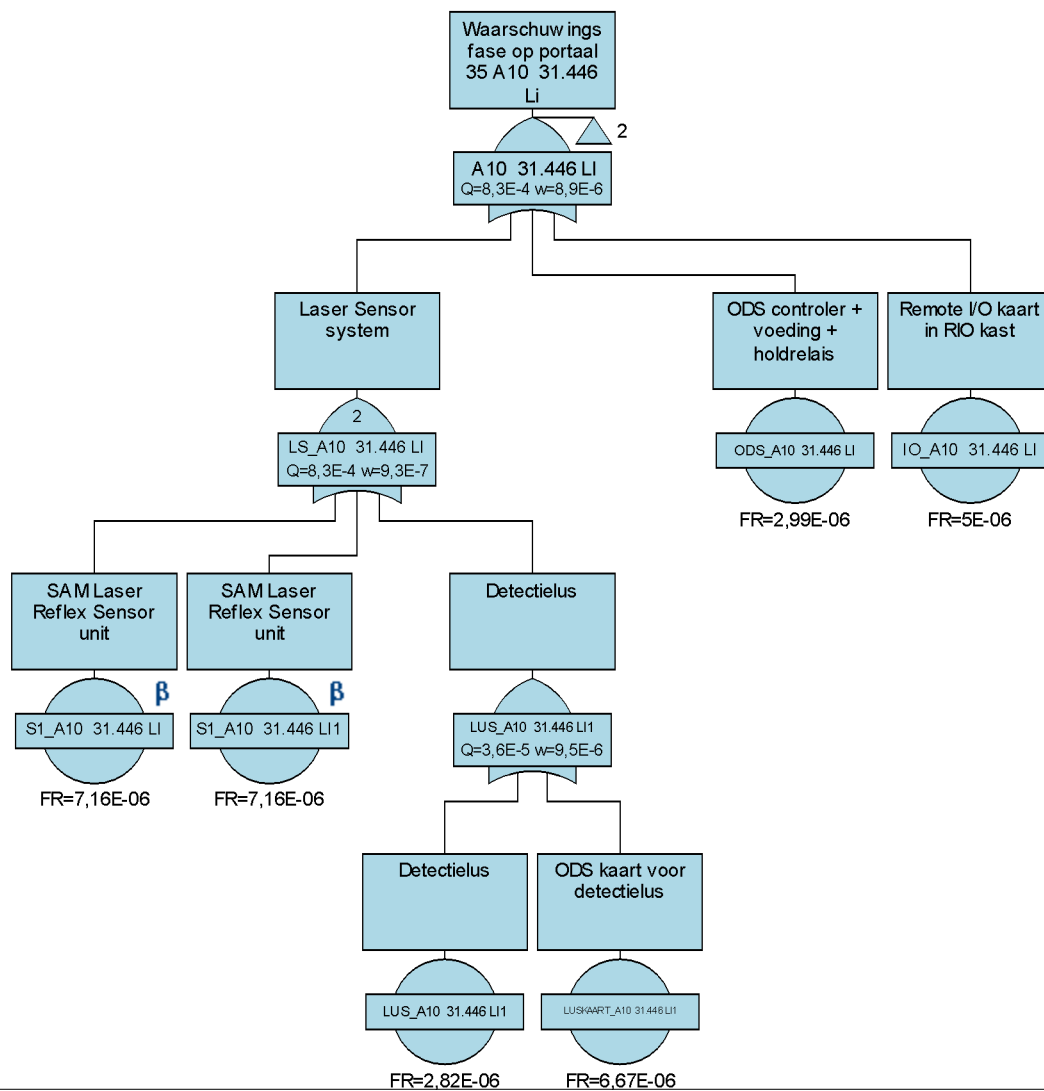 Waarschuwings
fase op portaal
35 A10 31.446
Li
2
A10 31.446 LI
Q=8,3E-4 w=8,9E-6
Laser Sensor
system
ODS controler +
voeding +
holdrelais
Remote I/O kaart
in RIO kast
2
LS_A10 31.446 LI
Q=8,3E-4 w=9,3E-7
ODS_A10 31.446 LI
IO_A10 31.446 LI
FR=2,99E-06
FR=5E-06
SAM Laser
Reflex Sensor
unit
SAM Laser
Reflex Sensor
unit
Detectielus
β
β
S1_A10 31.446 LI
S1_A10 31.446 LI1
LUS_A10 31.446 LI1
Q=3,6E-5 w=9,5E-6
FR=7,16E-06
FR=7,16E-06
Detectielus
ODS kaart voor
detectielus
LUS_A10 31.446 LI1
LUSKAART_A10 31.446 LI1
FR=2,82E-06
FR=6,67E-06